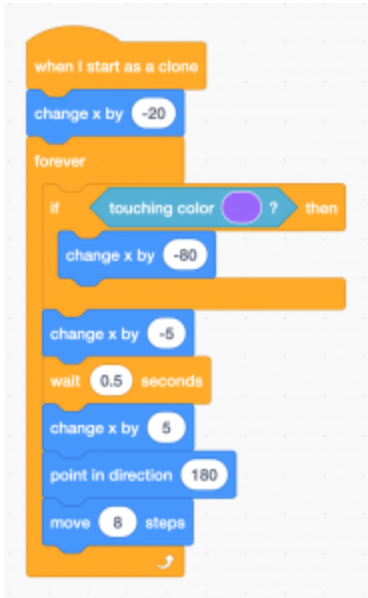 when I start as a clone
change x by -20
forever
if touching color ? then
change x by -80
change x by -5
wait 0.5 seconds
change x by 5
point in direction 180
move 8 steps